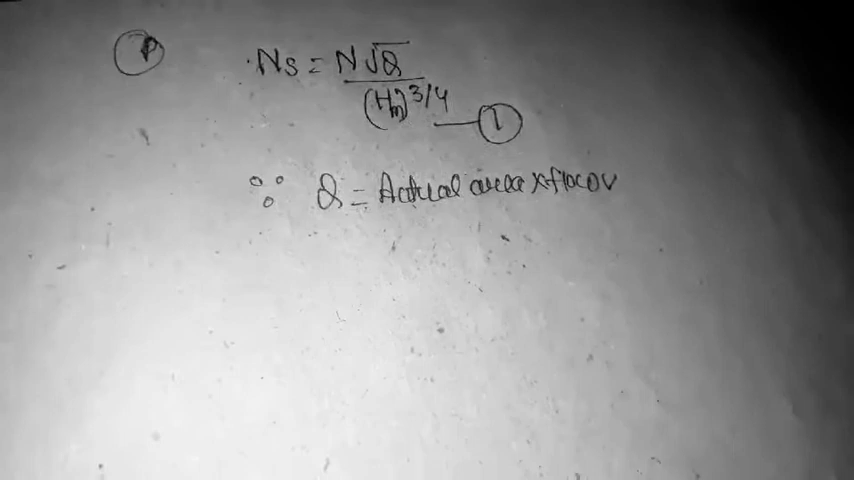 P
Ns = N√Q
(Hm)^3/4 — 1
∵ Q = Actual area × flow